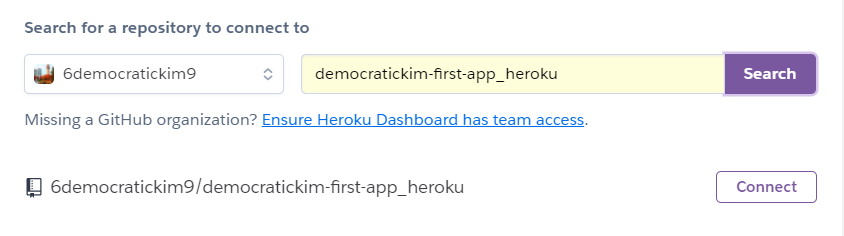 Search for a repository to connect to
6democratickim9 democratickim-first-app_heroku Search
Missing a GitHub organization? Ensure Heroku Dashboard has team access.
6democratickim9/democratickim-first-app_heroku Connect